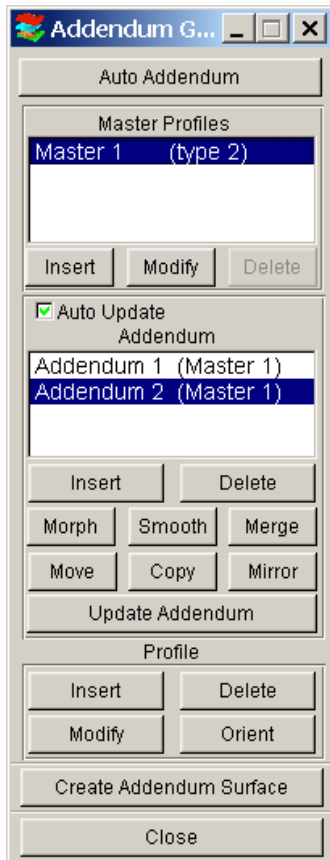 Addendum G...
Auto Addendum
Master Profiles
Master 1 (type 2)
Insert Modify Delete
Auto Update
Addendum
Addendum 1 (Master 1)
Addendum 2 (Master 1)
Insert Delete
Morph Smooth Merge
Move Copy Mirror
Update Addendum
Profile
Insert Delete
Modify Orient
Create Addendum Surface
Close